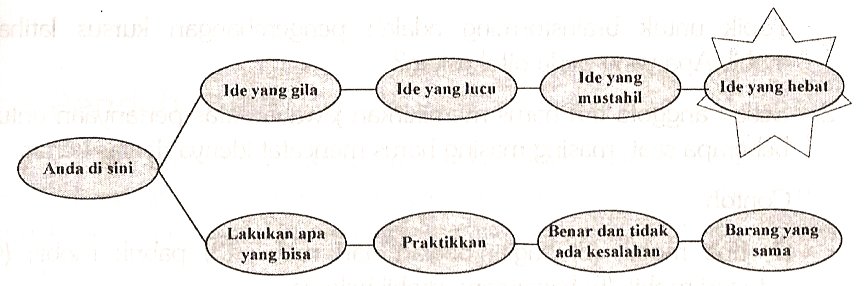 Ide yang gila
Ide yang lucu
Ide yang
mustahil
Ide yang hebat
Anda di sini
Lakukan apa
yang bisa
Praktikkan
Benar dan tidak
ada kesalahan
Barang yang
sama